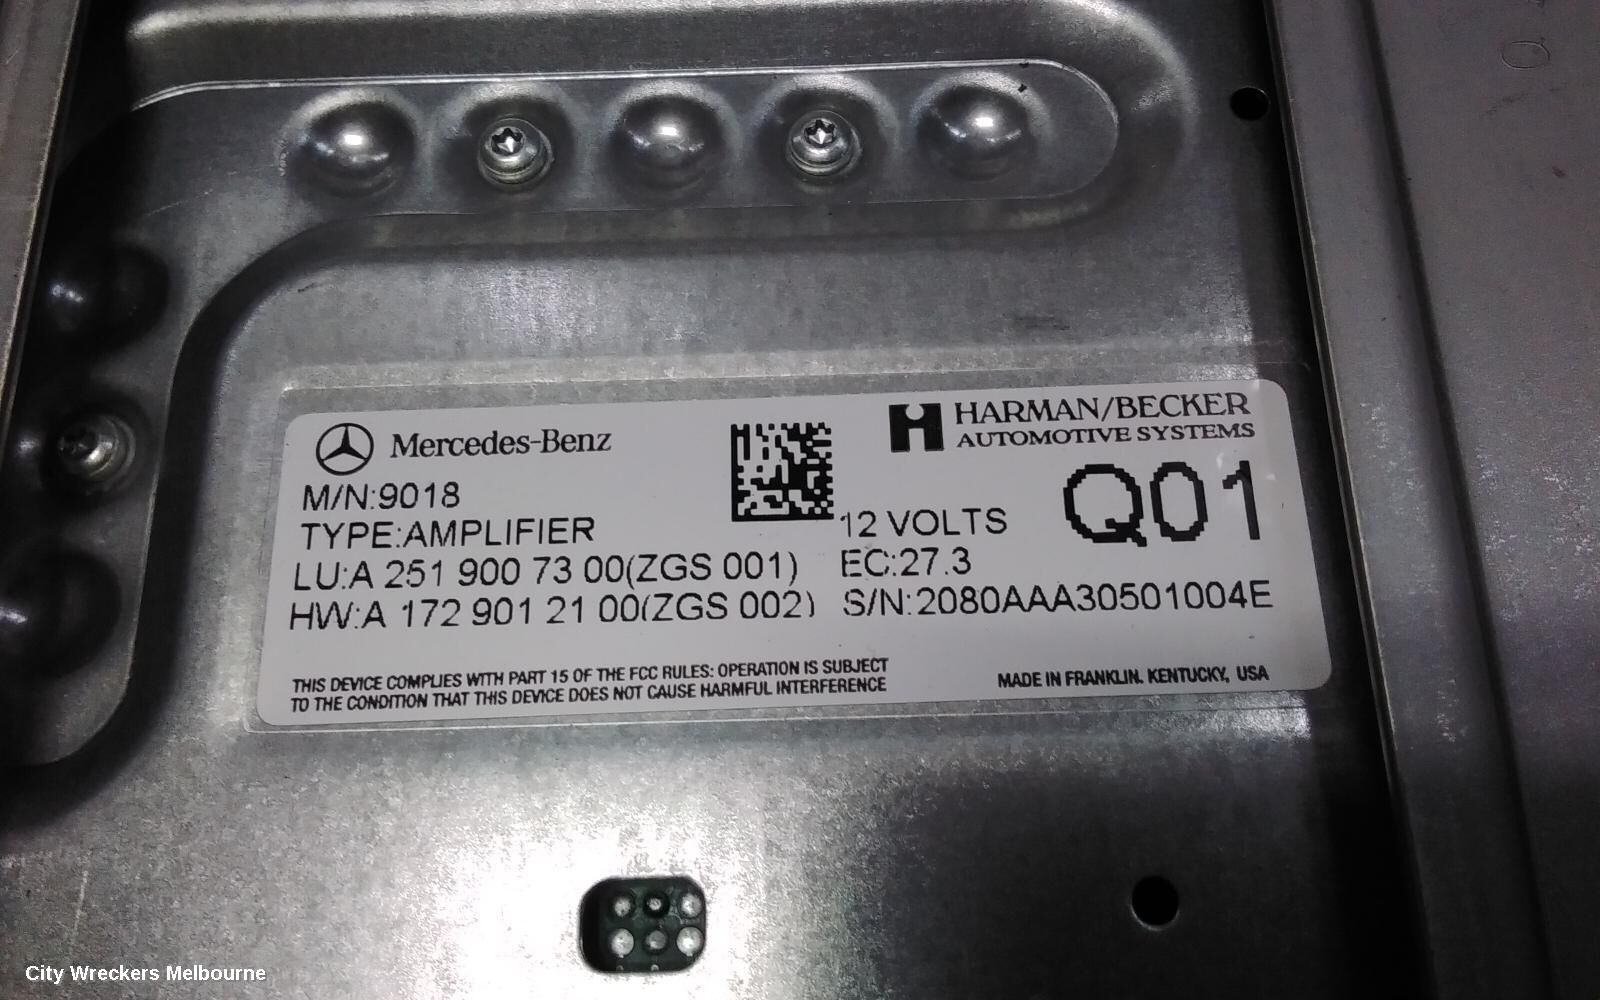 Mercedes-Benz
HARMAN/BECKER
AUTOMOTIVE SYSTEMS
M/N:9018
Q01
TYPE:AMPLIFIER
12 VOLTS
LU:A 251 900 73 00(ZGS 001)
EC:27.3
HW:A 172 901 21 00(ZGS 002)
S/N:2080AAA30501004E
THIS DEVICE COMPLIES WITH PART 15 OF THE FCC RULES: OPERATION IS SUBJECT
TO THE CONDITION THAT THIS DEVICE DOES NOT CAUSE HARMFUL INTERFERENCE
MADE IN FRANKLIN. KENTUCKY, USA
City Wreckers Melbourne